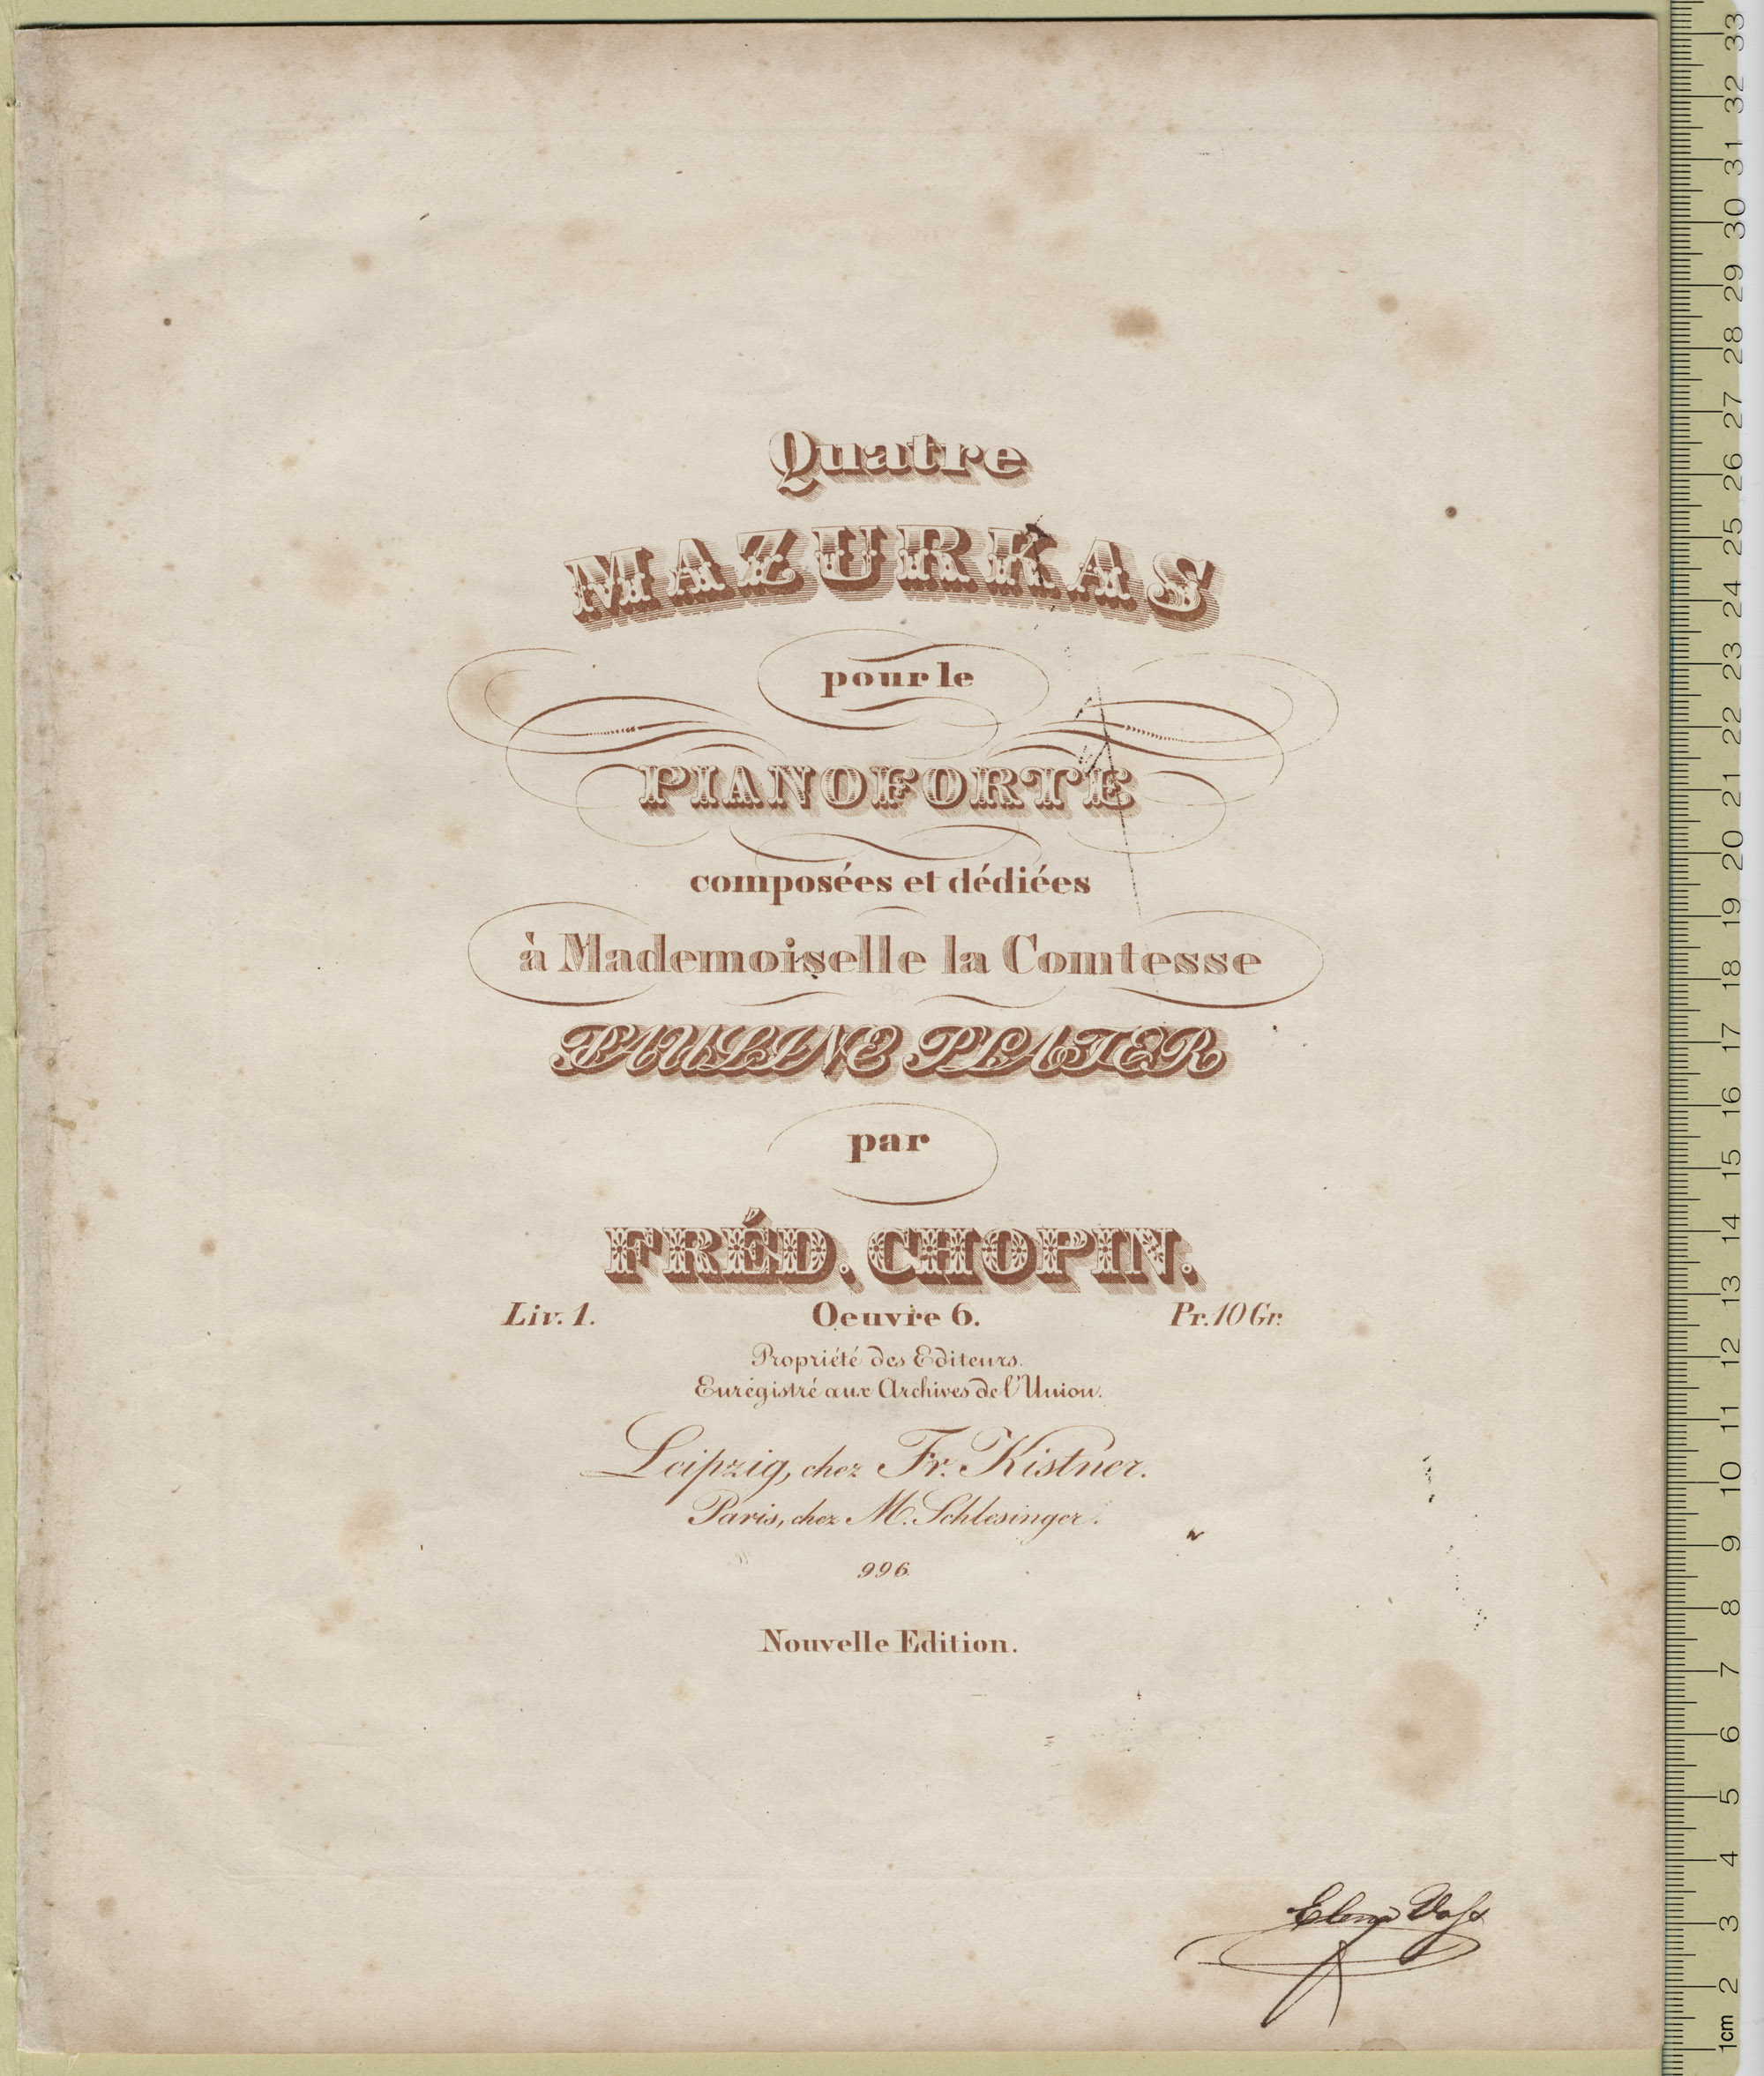 Quatre
MAZURKAS
pour le
PIANOFORTE
composées et dédiées
à Mademoiselle la Comtesse
PAULINE PLATER
par
FRÉD. CHOPIN.
Liv. 1. Oeuvre 6. Pr. 10 Gr.
Propriété des Editeurs.
Enrégistré aux Archives de l'Union.
Leipzig, chez Fr. Kistner.
Paris, chez M. Schlesinger.
996.
Nouvelle Edition.
33
32
31
30
29
28
27
26
25
24
23
22
21
20
19
18
17
16
15
14
13
12
11
10
9
8
7
6
5
4
3
2
1cm